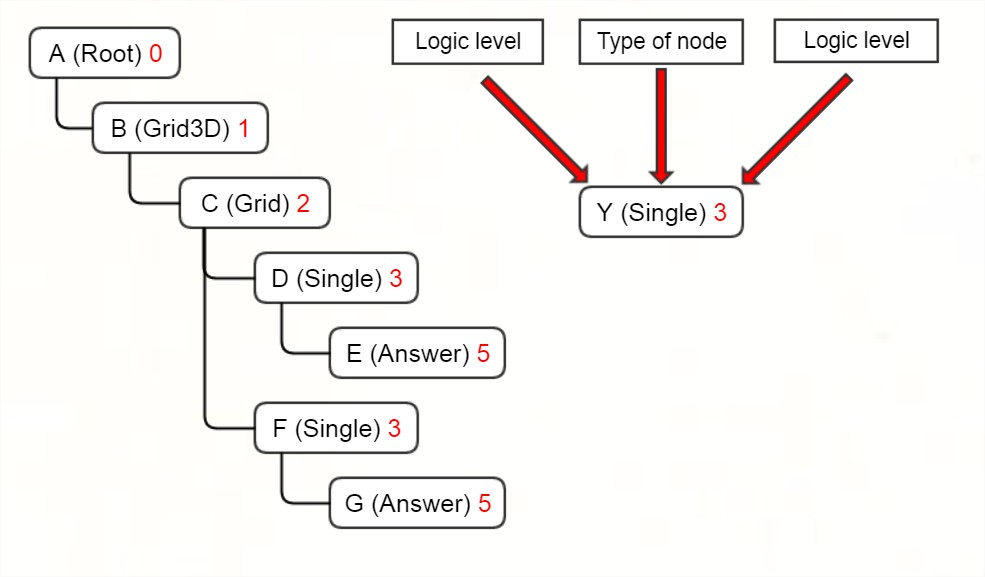 A (Root) 0
B (Grid3D) 1
C (Grid) 2
D (Single) 3
E (Answer) 5
F (Single) 3
G (Answer) 5
Logic level
Type of node
Logic level
Y (Single) 3